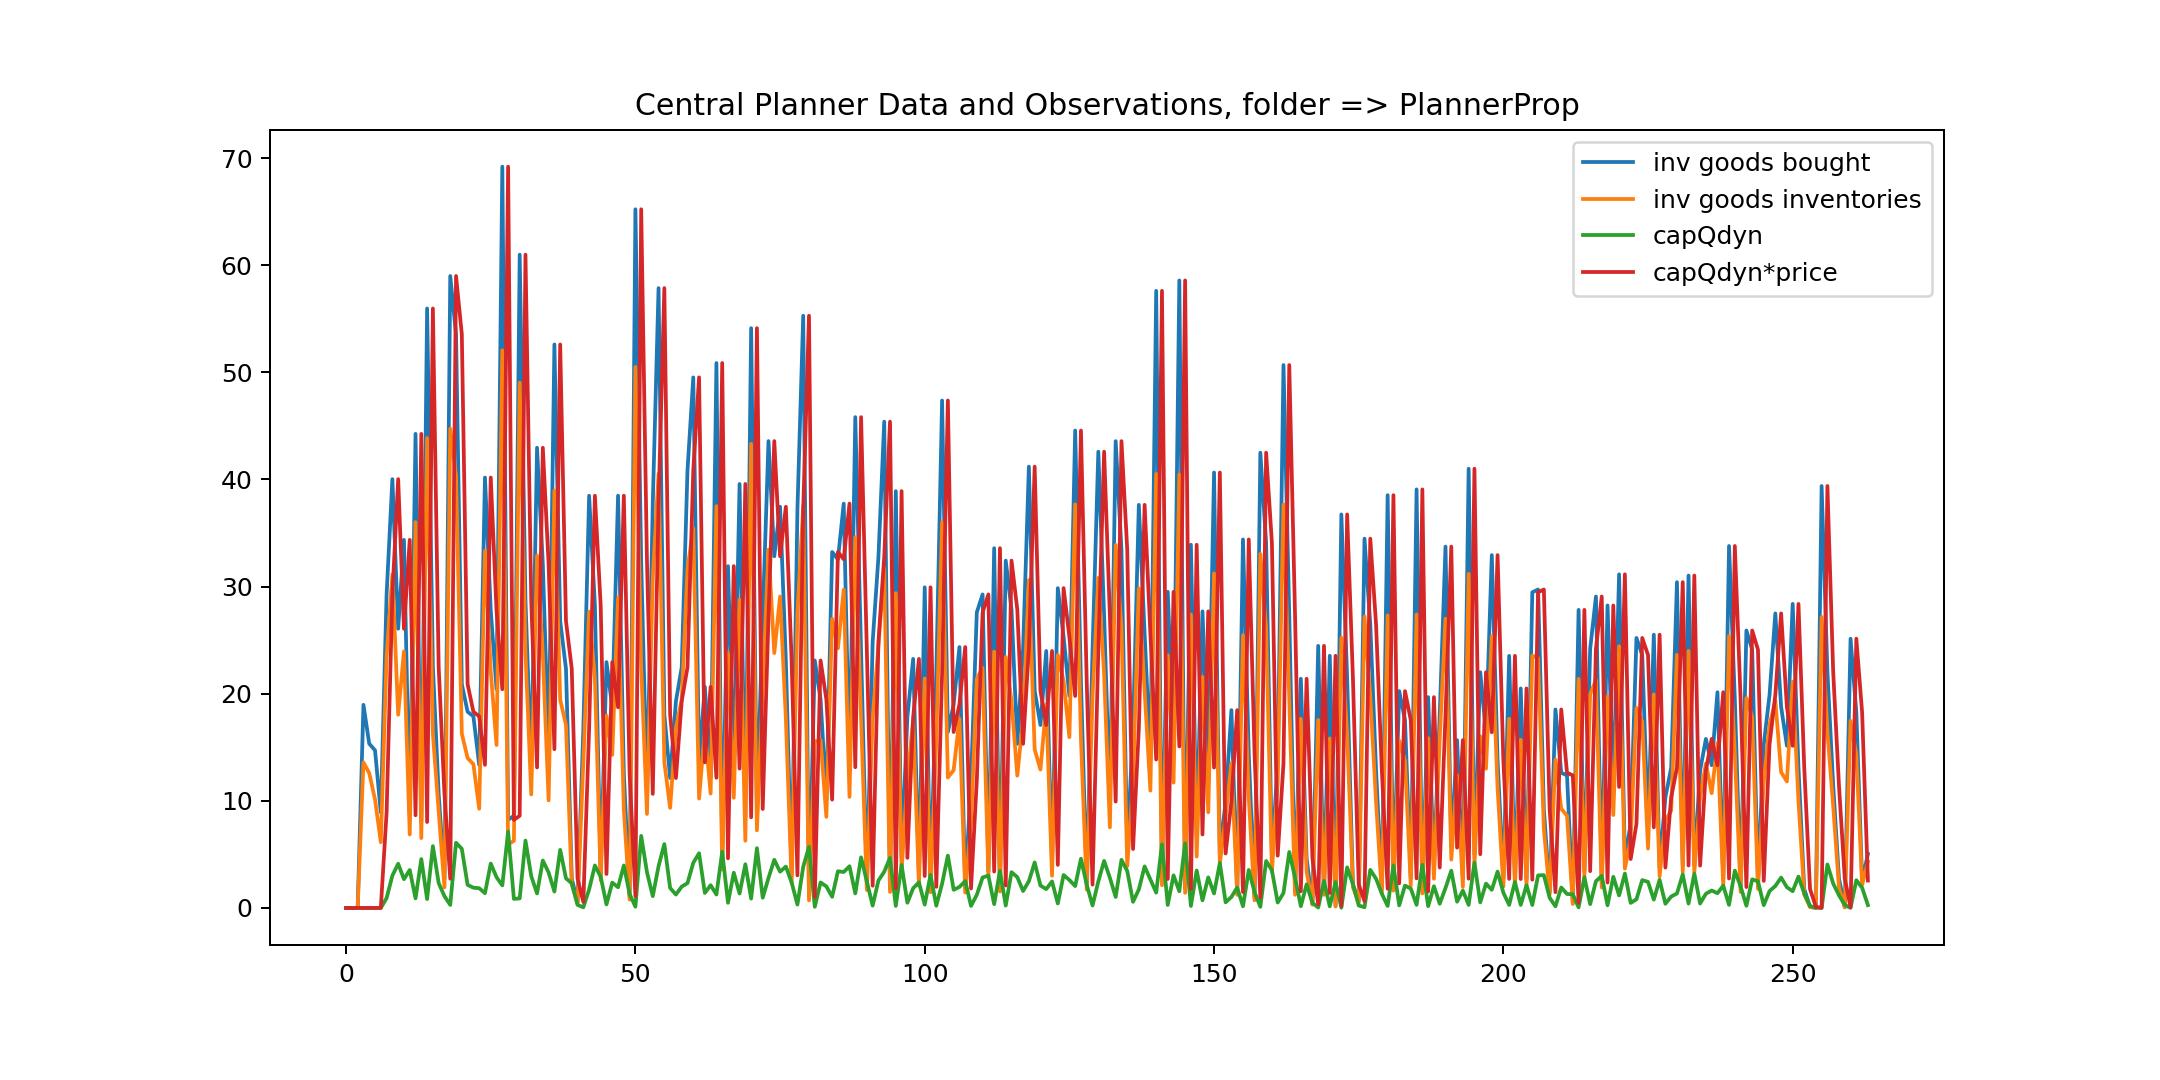 Central Planner Data and Observations, folder => PlannerProp
70
60
50
40
30
20
10
0
inv goods bought
inv goods inventories
capQdyn
capQdyn*price
0 50 100 150 200 250